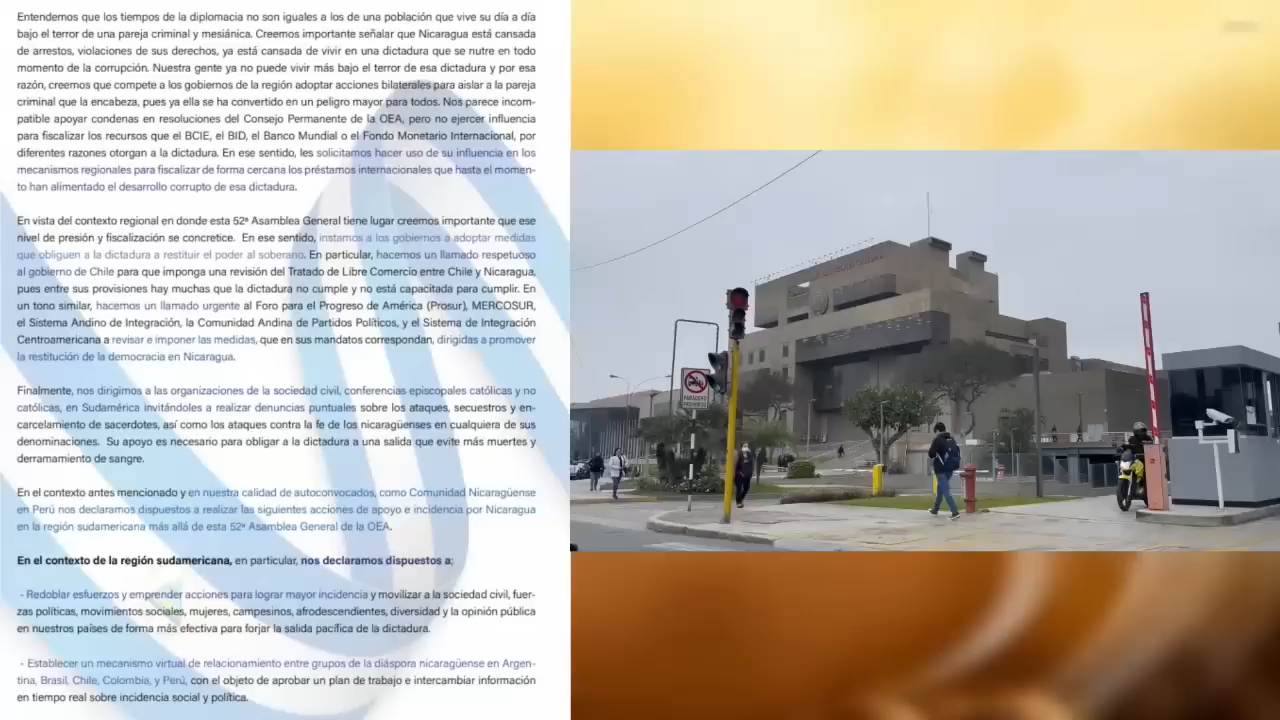 Entendemos que los tiempos de la diplomacia no son iguales a los de una población que vive su día a día
bajo el terror de una pareja criminal y mesiánica. Creemos importante señalar que Nicaragua está cansada
de arrestos, violaciones de sus derechos, ya está cansada de vivir en una dictadura que se nutre en todo
momento de la corrupción. Nuestra gente ya no puede vivir más bajo el terror de esa dictadura y por esa
razón, creemos que compete a los gobiernos de la región adoptar acciones bilaterales para aislar a la pareja
criminal que la encabeza, pues ya ella se ha convertido en un peligro mayor para todos. Nos parece incom-
patible apoyar condenas en resoluciones del Consejo Permanente de la OEA, pero no ejercer influencia
para fiscalizar los recursos que el BCIE, el BID, el Banco Mundial o el Fondo Monetario Internacional, por
diferentes razones otorgan a la dictadura. En ese sentido, les solicitamos hacer uso de su influencia en los
mecanismos regionales para fiscalizar de forma cercana los préstamos internacionales que hasta el momen-
to han alimentado el desarrollo corrupto de esa dictadura.
En vista del contexto regional en donde esta 52ª Asamblea General tiene lugar creemos importante que ese
nivel de presión y fiscalización se concretice. En ese sentido, instamos a los gobiernos a adoptar medidas
que obliguen a la dictadura a restituir el poder al soberano. En particular, hacemos un llamado respetuoso
al gobierno de Chile para que imponga una revisión del Tratado de Libre Comercio entre Chile y Nicaragua,
pues entre sus provisiones hay muchas que la dictadura no cumple y no está capacitada para cumplir. En
un tono similar, hacemos un llamado urgente al Foro para el Progreso de América (Prosur), MERCOSUR,
el Sistema Andino de Integración, la Comunidad Andina de Partidos Políticos, y el Sistema de Integración
Centroamericana a revisar e imponer las medidas, que en sus mandatos correspondan, dirigidas a promover
la restitución de la democracia en Nicaragua.
Finalmente, nos dirigimos a las organizaciones de la sociedad civil, conferencias episcopales católicas y no
católicas, en Sudamérica invitándoles a realizar denuncias puntuales sobre los ataques, secuestros y en-
carcelamiento de sacerdotes, así como los ataques contra la fe de los nicaragüenses en cualquiera de sus
denominaciones. Su apoyo es necesario para obligar a la dictadura a una salida que evite más muertes y
derramamiento de sangre.
En el contexto antes mencionado y en nuestra calidad de autoconvocados, como Comunidad Nicaragüense
en Perú nos declaramos dispuestos a realizar las siguientes acciones de apoyo e incidencia por Nicaragua
en la región sudamericana más allá de esta 52ª Asamblea General de la OEA.
En el contexto de la región sudamericana, en particular, nos declaramos dispuestos a;
- Redoblar esfuerzos y emprender acciones para lograr mayor incidencia y movilizar a la sociedad civil, fuer-
zas políticas, movimientos sociales, mujeres, campesinos, afrodescendientes, diversidad y la opinión pública
en nuestros países de forma más efectiva para forjar la salida pacífica de la dictadura.
- Establecer un mecanismo virtual de relacionamiento entre grupos de la diáspora nicaragüense en Argen-
tina, Brasil, Chile, Colombia, y Perú, con el objeto de aprobar un plan de trabajo e intercambiar información
en tiempo real sobre incidencia social y política.
PARADERO
PROHIBIDO